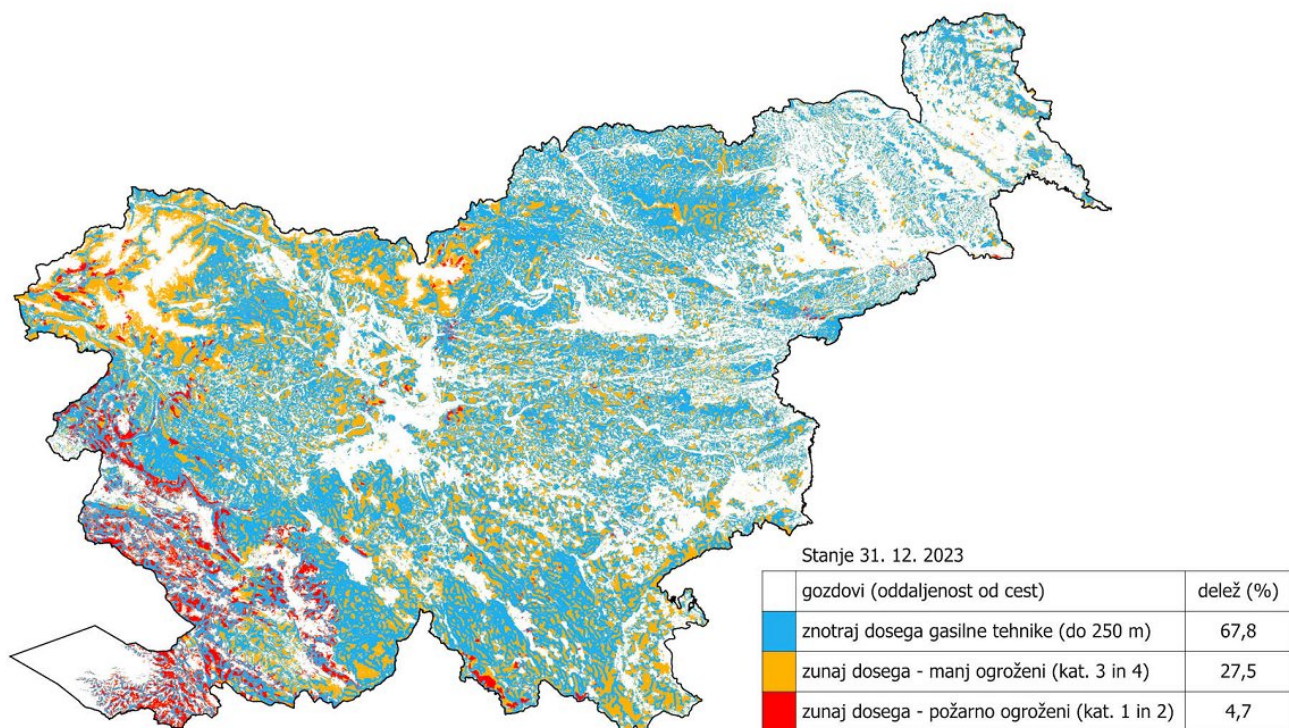 Stanje 31. 12. 2023
gozdovi (oddaljenost od cest) delež (%)
znotraj dosega gasilne tehnike (do 250 m) 67,8
zunaj dosega - manj ogroženi (kat. 3 in 4) 27,5
zunaj dosega - požarno ogroženi (kat. 1 in 2) 4,7